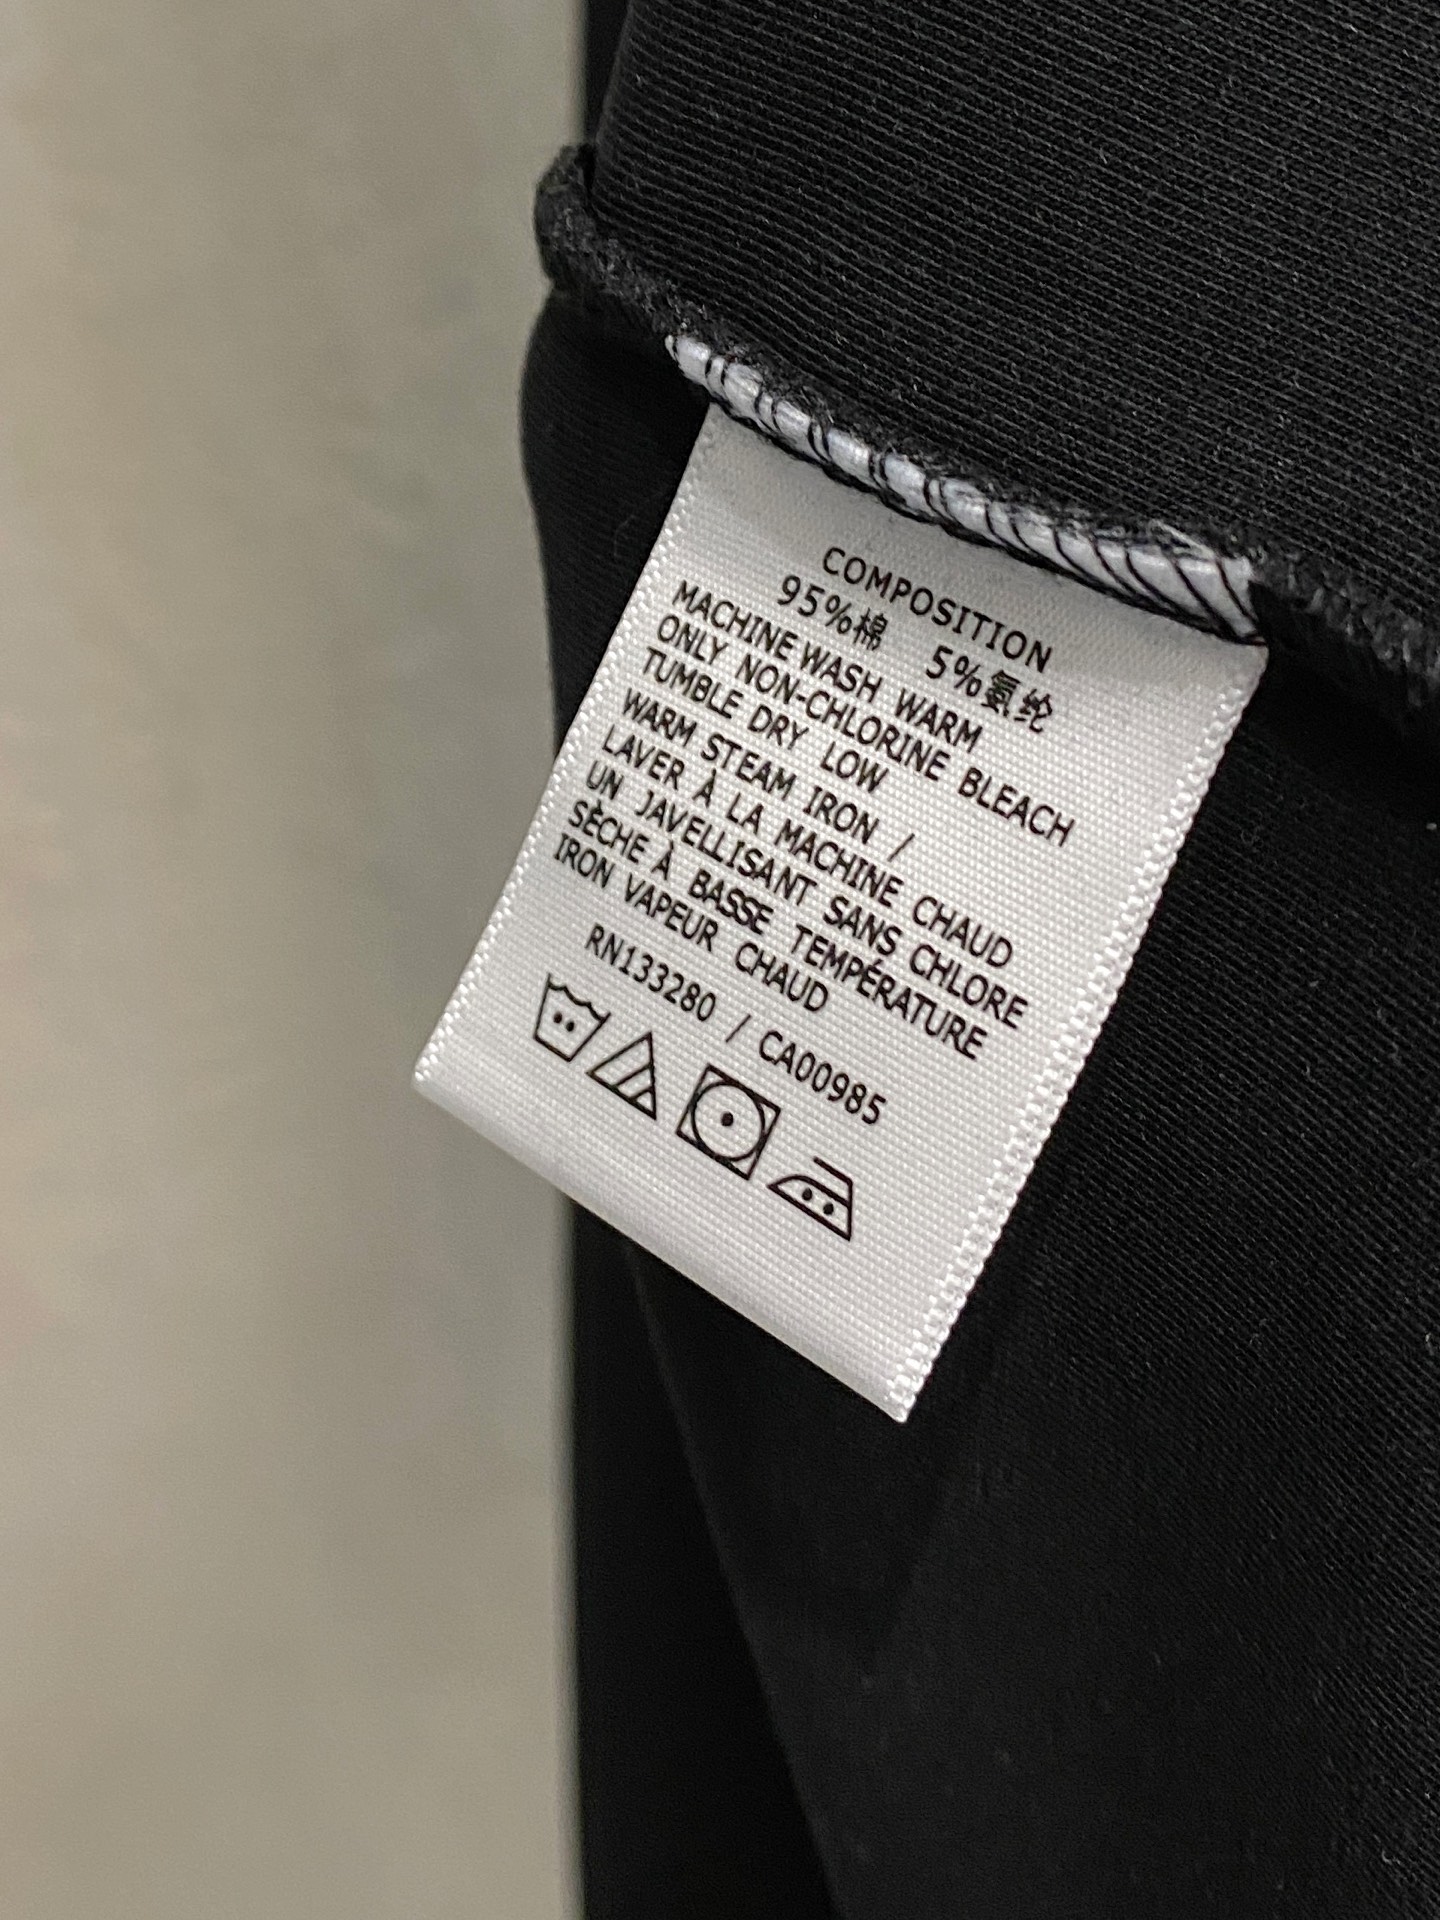 COMPOSITION
95%棉 5%氨纶
MACHINE WASH WARM
ONLY NON-CHLORINE BLEACH
TUMBLE DRY LOW
WARM STEAM IRON /
LAVER À LA MACHINE CHAUD
UN JAVELLISANT SANS CHLORE
SÈCHE À BASSE TEMPÉRATURE
IRON VAPEUR CHAUD
RN133280 / CA00985